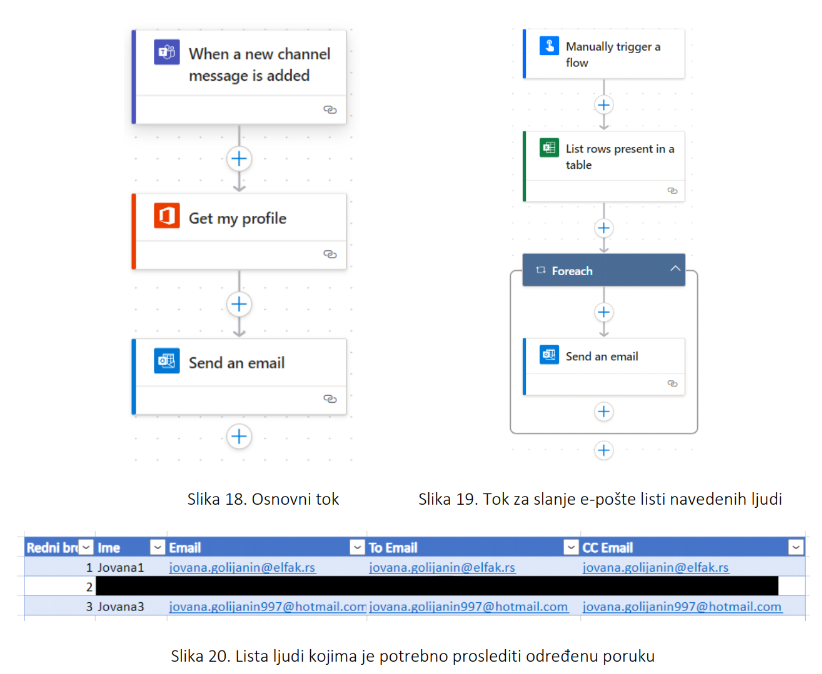 When a new channel
message is added
Get my profile
Send an email
Manually trigger a
flow
List rows present in a
table
Foreach
Send an email
Slika 18. Osnovni tok
Slika 19. Tok za slanje e-pošte listi navedenih ljudi
Redni bro Ime Email To Email CC Email
1 Jovana1 jovana.golijanin@elfak.rs jovana.golijanin@elfak.rs jovana.golijanin@elfak.rs
2
3 Jovana3 jovana.golijanin997@hotmail.com jovana.golijanin997@hotmail.com jovana.golijanin997@hotmail.com
Slika 20. Lista ljudi kojima je potrebno proslediti određenu poruku